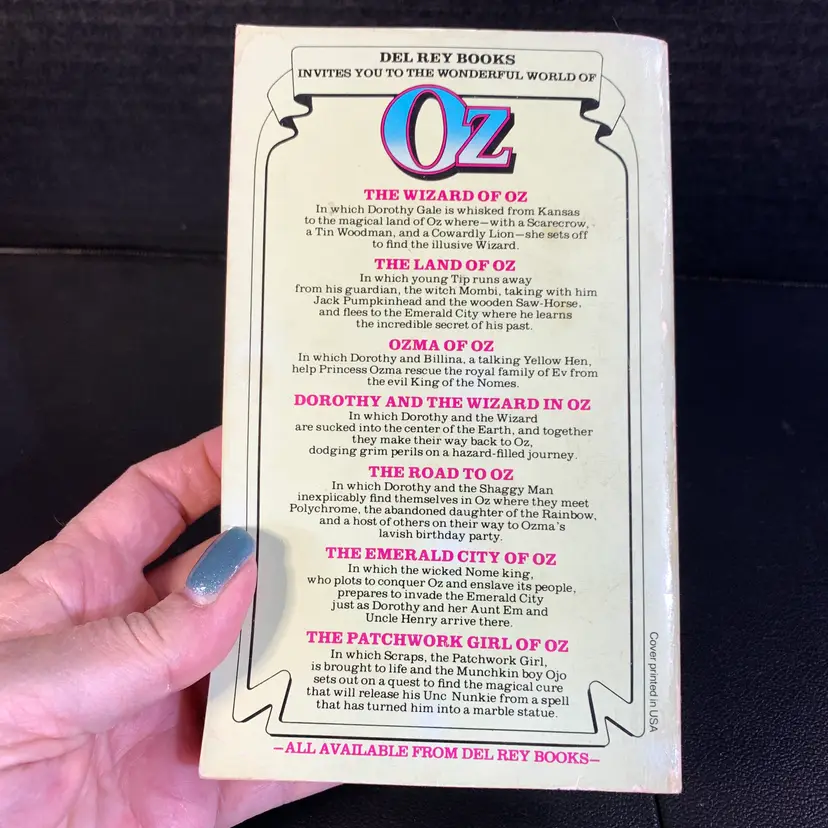 DEL REY BOOKS
INVITES YOU TO THE WONDERFUL WORLD OF
Oz
THE WIZARD OF OZ
In which Dorothy Gale is whisked from Kansas
to the magical land of Oz where—with a Scarecrow,
a Tin Woodman, and a Cowardly Lion—she sets off
to find the illusive Wizard.
THE LAND OF OZ
In which young Tip runs away
from his guardian, the witch Mombi, taking with him
Jack Pumpkinhead and the wooden Saw-Horse,
and flees to the Emerald City where he learns
the incredible secret of his past.
OZMA OF OZ
In which Dorothy and Billina, a talking Yellow Hen,
help Princess Ozma rescue the royal family of Ev from
the evil King of the Nomes.
DOROTHY AND THE WIZARD IN OZ
In which Dorothy and the Wizard
are sucked into the center of the Earth, and together
they make their way back to Oz,
dodging grim perils on a hazard-filled journey.
THE ROAD TO OZ
In which Dorothy and the Shaggy Man
inexplicably find themselves in Oz where they meet
Polychrome, the abandoned daughter of the Rainbow,
and a host of others on their way to Ozma's
lavish birthday party.
THE EMERALD CITY OF OZ
In which the wicked Nome king,
who plots to conquer Oz and enslave its people,
prepares to invade the Emerald City
just as Dorothy and her Aunt Em and
Uncle Henry arrive there.
THE PATCHWORK GIRL OF OZ
In which Scraps, the Patchwork Girl,
is brought to life and the Munchkin boy Ojo
sets out on a quest to find the magical cure
that will release his Unc Nunkie from a spell
that has turned him into a marble statue.
—ALL AVAILABLE FROM DEL REY BOOKS—
Cover printed in USA